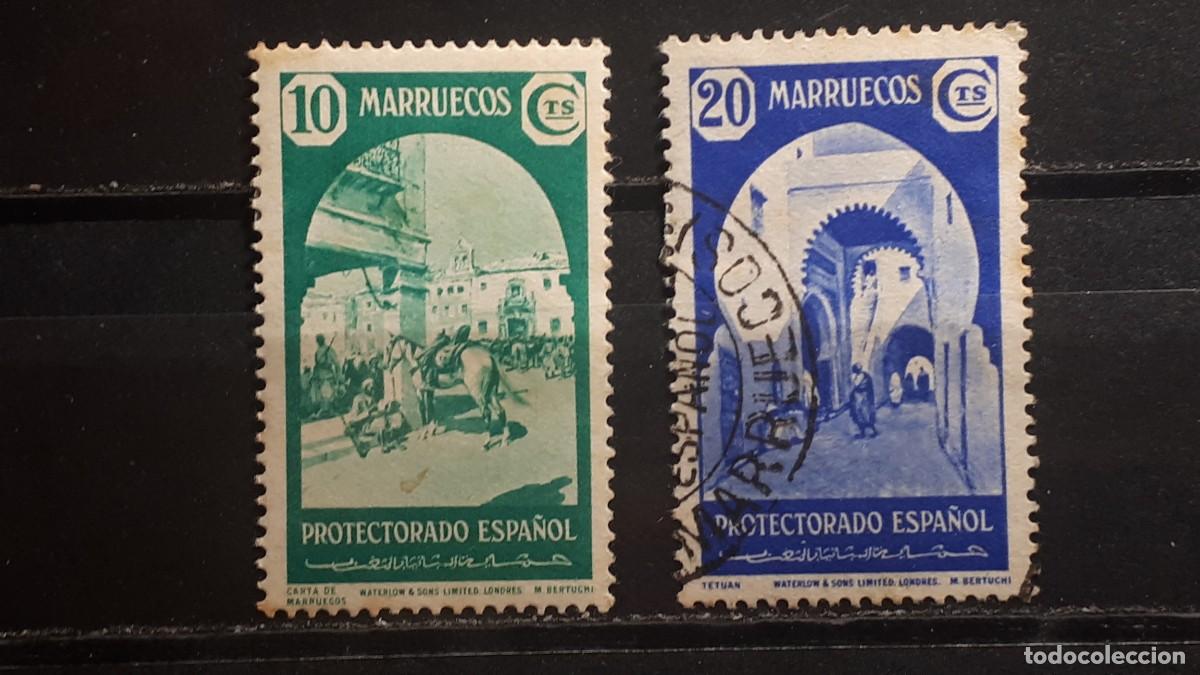 10 MARRUECOS CTS
PROTECTORADO ESPAÑOL
CARTA DE
MARRUECOS
WATERLOW & SONS LIMITED. LONDRES.
M. BERTUCHI
20 MARRUECOS CTS
PROTECTORADO ESPAÑOL
TETUAN
WATERLOW & SONS LIMITED. LONDRES.
M. BERTUCHI
ESPAÑOL
MARRUECOS
todocoleccion